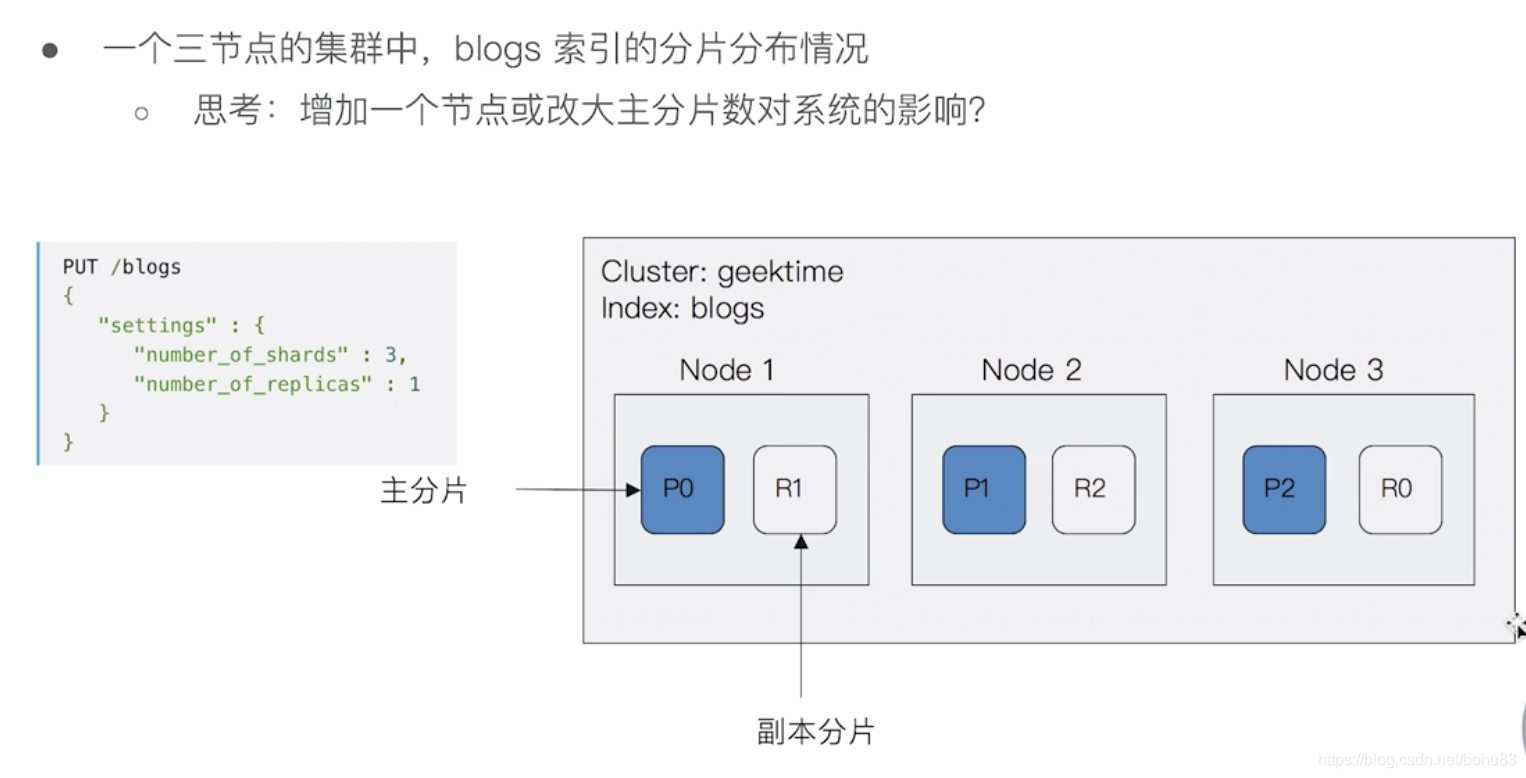 一个三节点的集群中，blogs 索引的分片分布情况
思考：增加一个节点或改大主分片数对系统的影响？
PUT /blogs
{
"settings" : {
"number_of_shards" : 3,
"number_of_replicas" : 1
}
}
主分片
Cluster: geektime
Index: blogs
Node 1
Node 2
Node 3
P0
R1
P1
R2
P2
R0
副本分片
https://blog.csdn.net/bohu83